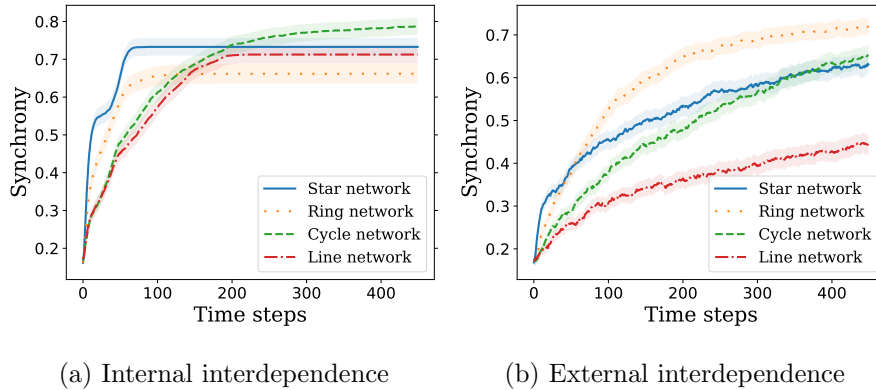 0.8
0.7
0.6
0.5
0.4
0.3
0.2
Synchrony
0 100 200 300 400
Time steps
Star network
Ring network
Cycle network
Line network
(a) Internal interdependence
0.7
0.6
0.5
0.4
0.3
0.2
Synchrony
0 100 200 300 400
Time steps
Star network
Ring network
Cycle network
Line network
(b) External interdependence